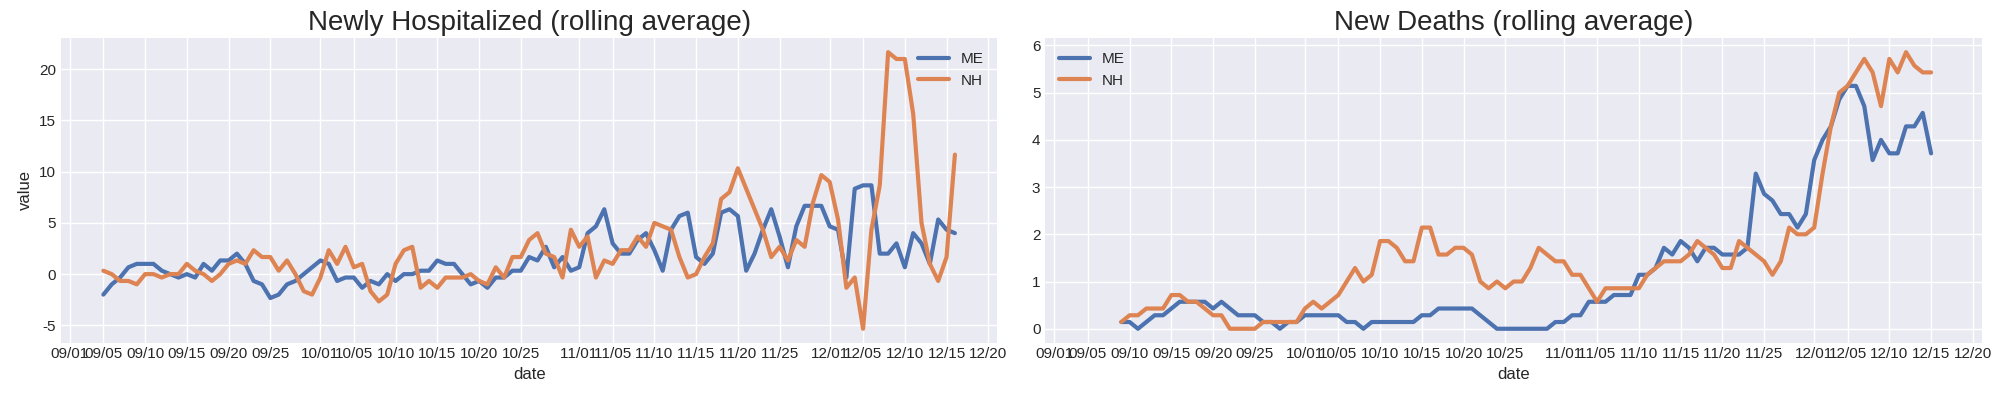 Newly Hospitalized (rolling average)
20
15
10
5
0
-5
value
ME
NH
09/01 09/05 09/10 09/15 09/20 09/25 10/01 10/05 10/10 10/15 10/20 10/25 11/01 11/05 11/10 11/15 11/20 11/25 12/01 12/05 12/10 12/15 12/20
date
New Deaths (rolling average)
6
5
4
3
2
1
0
ME
NH
09/01 09/05 09/10 09/15 09/20 09/25 10/01 10/05 10/10 10/15 10/20 10/25 11/01 11/05 11/10 11/15 11/20 11/25 12/01 12/05 12/10 12/15 12/20
date